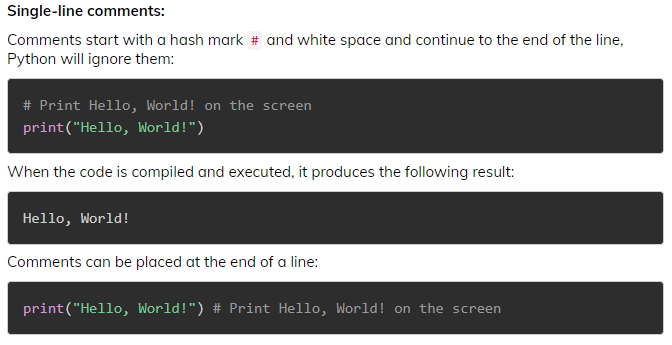 Single-line comments:
Comments start with a hash mark # and white space and continue to the end of the line,
Python will ignore them:
# Print Hello, World! on the screen
print("Hello, World!")
When the code is compiled and executed, it produces the following result:
Hello, World!
Comments can be placed at the end of a line:
print("Hello, World!") # Print Hello, World! on the screen